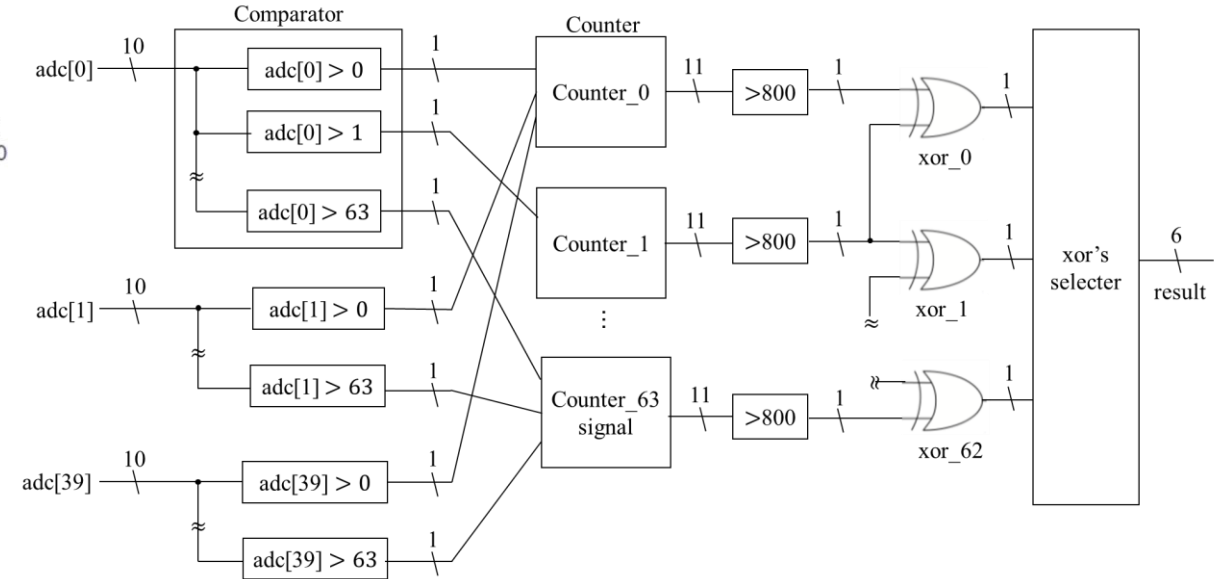 Comparator
Counter
adc[0]
10
adc[0] > 0
1
Counter_0
11
>800
1
1
xor_0
0
adc[0] > 1
1
adc[0] > 63
1
Counter_1
11
>800
1
1
xor_1
xor's
selecter
6
result
adc[1]
10
adc[1] > 0
1
⋮
adc[1] > 63
1
Counter_63
signal
11
>800
1
1
xor_62
adc[39]
10
adc[39] > 0
1
adc[39] > 63
1